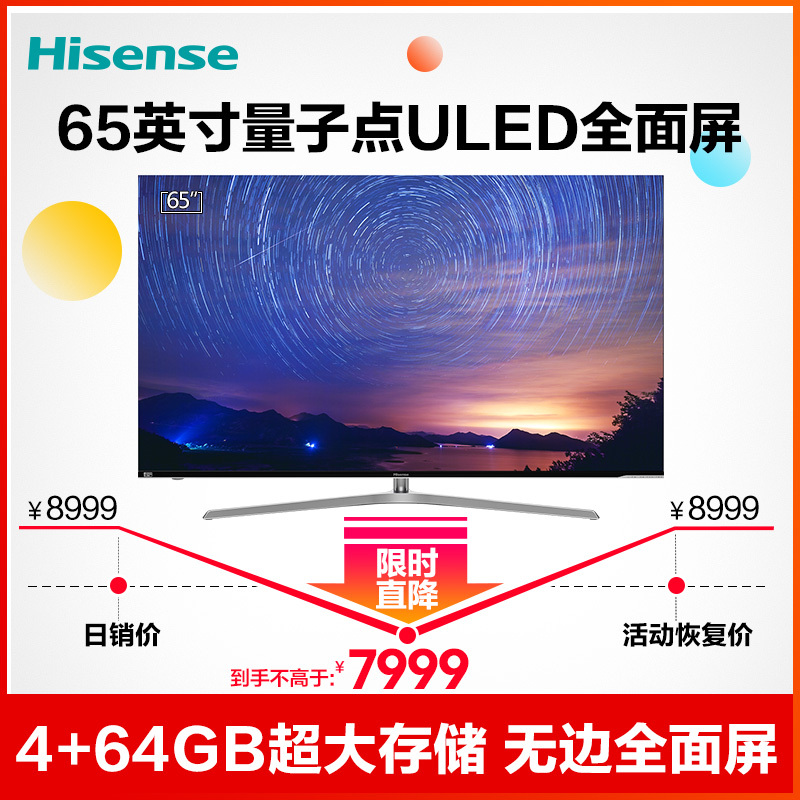 Hisense
65英寸量子点ULED全面屏
65"
Hisense
¥8999
¥8999
限时
直降
日销价
活动恢复价
到手不高于:¥7999
4+64GB超大存储 无边全面屏